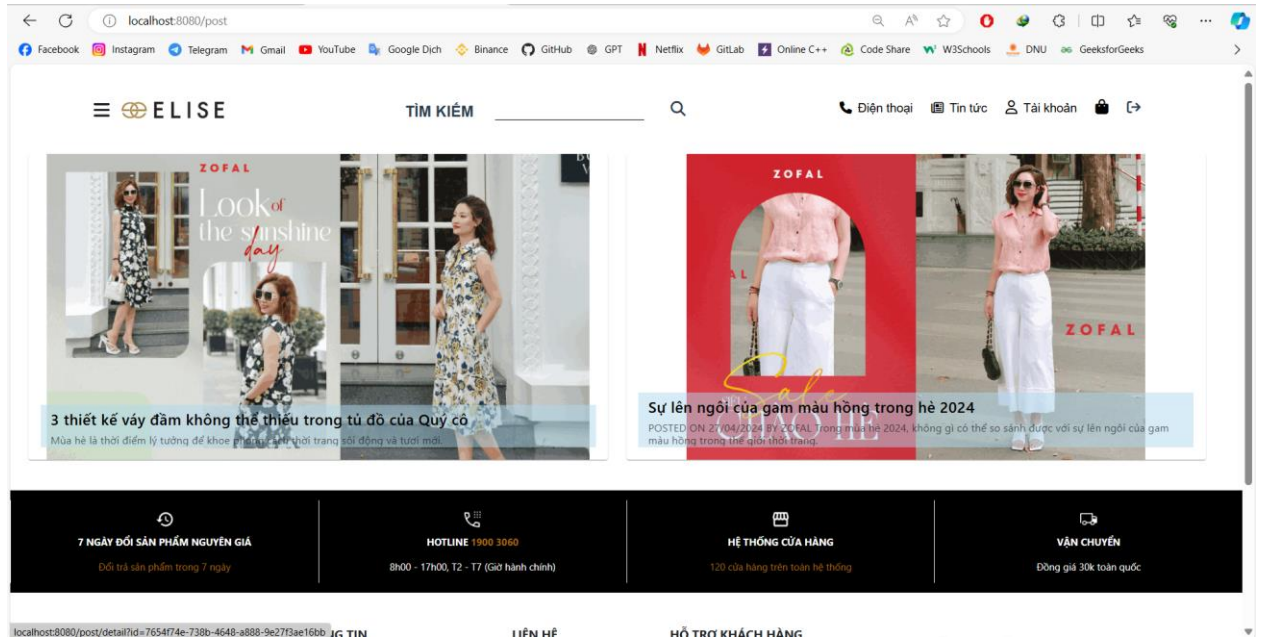 localhost:8080/post
Facebook Instagram Telegram Gmail YouTube Google Dịch Binance GitHub GPT Netflix GitLab Online C++ Code Share W3Schools DNU GeeksforGeeks
ELISE TÌM KIẾM Điện thoại Tin tức Tài khoản
ZOFAL
Look of
the sunshine
day
3 thiết kế váy đầm không thể thiếu trong tủ đồ của Quý cô
Mùa hè là thời điểm lý tưởng để khoe phong cách thời trang sôi động và tươi mới.
ZOFAL
ZOFAL
Sale
CHÀO HÈ
Sự lên ngôi của gam màu hồng trong hè 2024
POSTED ON 27/04/2024 BY ZOFAL Trong mùa hè 2024, không gì có thể so sánh được với sự lên ngôi của gam
màu hồng trong thế giới thời trang.
7 NGÀY ĐỔI SẢN PHẨM NGUYÊN GIÁ
Đổi trả sản phẩm trong 7 ngày
HOTLINE 1900 3060
8h00 - 17h00, T2 - T7 (Giờ hành chính)
HỆ THỐNG CỬA HÀNG
120 cửa hàng trên toàn hệ thống
VẬN CHUYỂN
Đồng giá 30k toàn quốc
LIÊN HỆ
HỖ TRỢ KHÁCH HÀNG
localhost:8080/post/detail?id=7654f74e-738b-4648-a888-9e27f3ae16bb